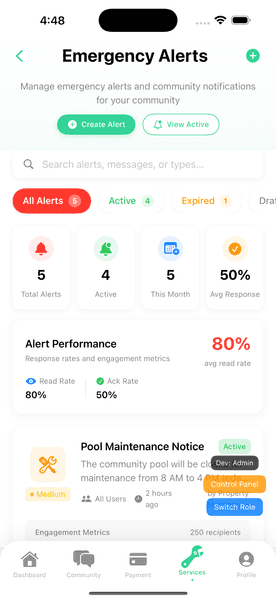 4:48
Emergency Alerts
Manage emergency alerts and community notifications
for your community
Create Alert
View Active
Search alerts, messages, or types...
All Alerts 5
Active 4
Expired 1
Draf
5
Total Alerts
4
Active
5
This Month
50%
Avg Response
Alert Performance
Response rates and engagement metrics
80%
avg read rate
Read Rate
80%
Ack Rate
50%
Pool Maintenance Notice
Active
The community pool will be clo
maintenance from 8 AM to 4 PM
Medium
All Users
2 hours
ago
by Property
Dev: Admin
Control Panel
Switch Role
Engagement Metrics
250 recipients
Dashboard
Community
Payment
Services
Profile